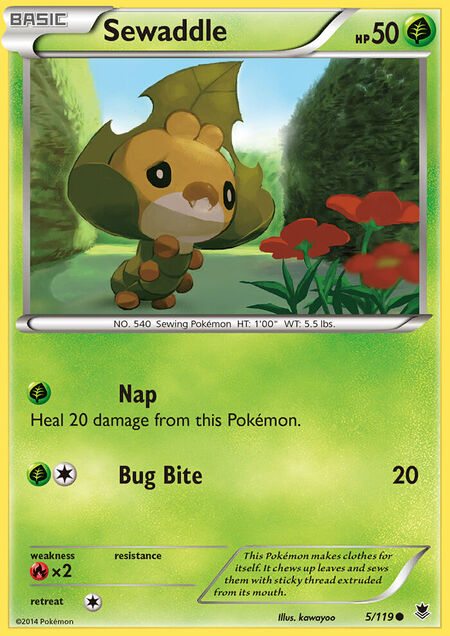 BASIC Sewaddle HP 50
NO. 540 Sewing Pokémon HT: 1'00" WT: 5.5 lbs.
Nap
Heal 20 damage from this Pokémon.
Bug Bite 20
weakness resistance
×2
retreat
This Pokémon makes clothes for
itself. It chews up leaves and sews
them with sticky thread extruded
from its mouth.
Illus. kawayoo 5/119
©2014 Pokémon